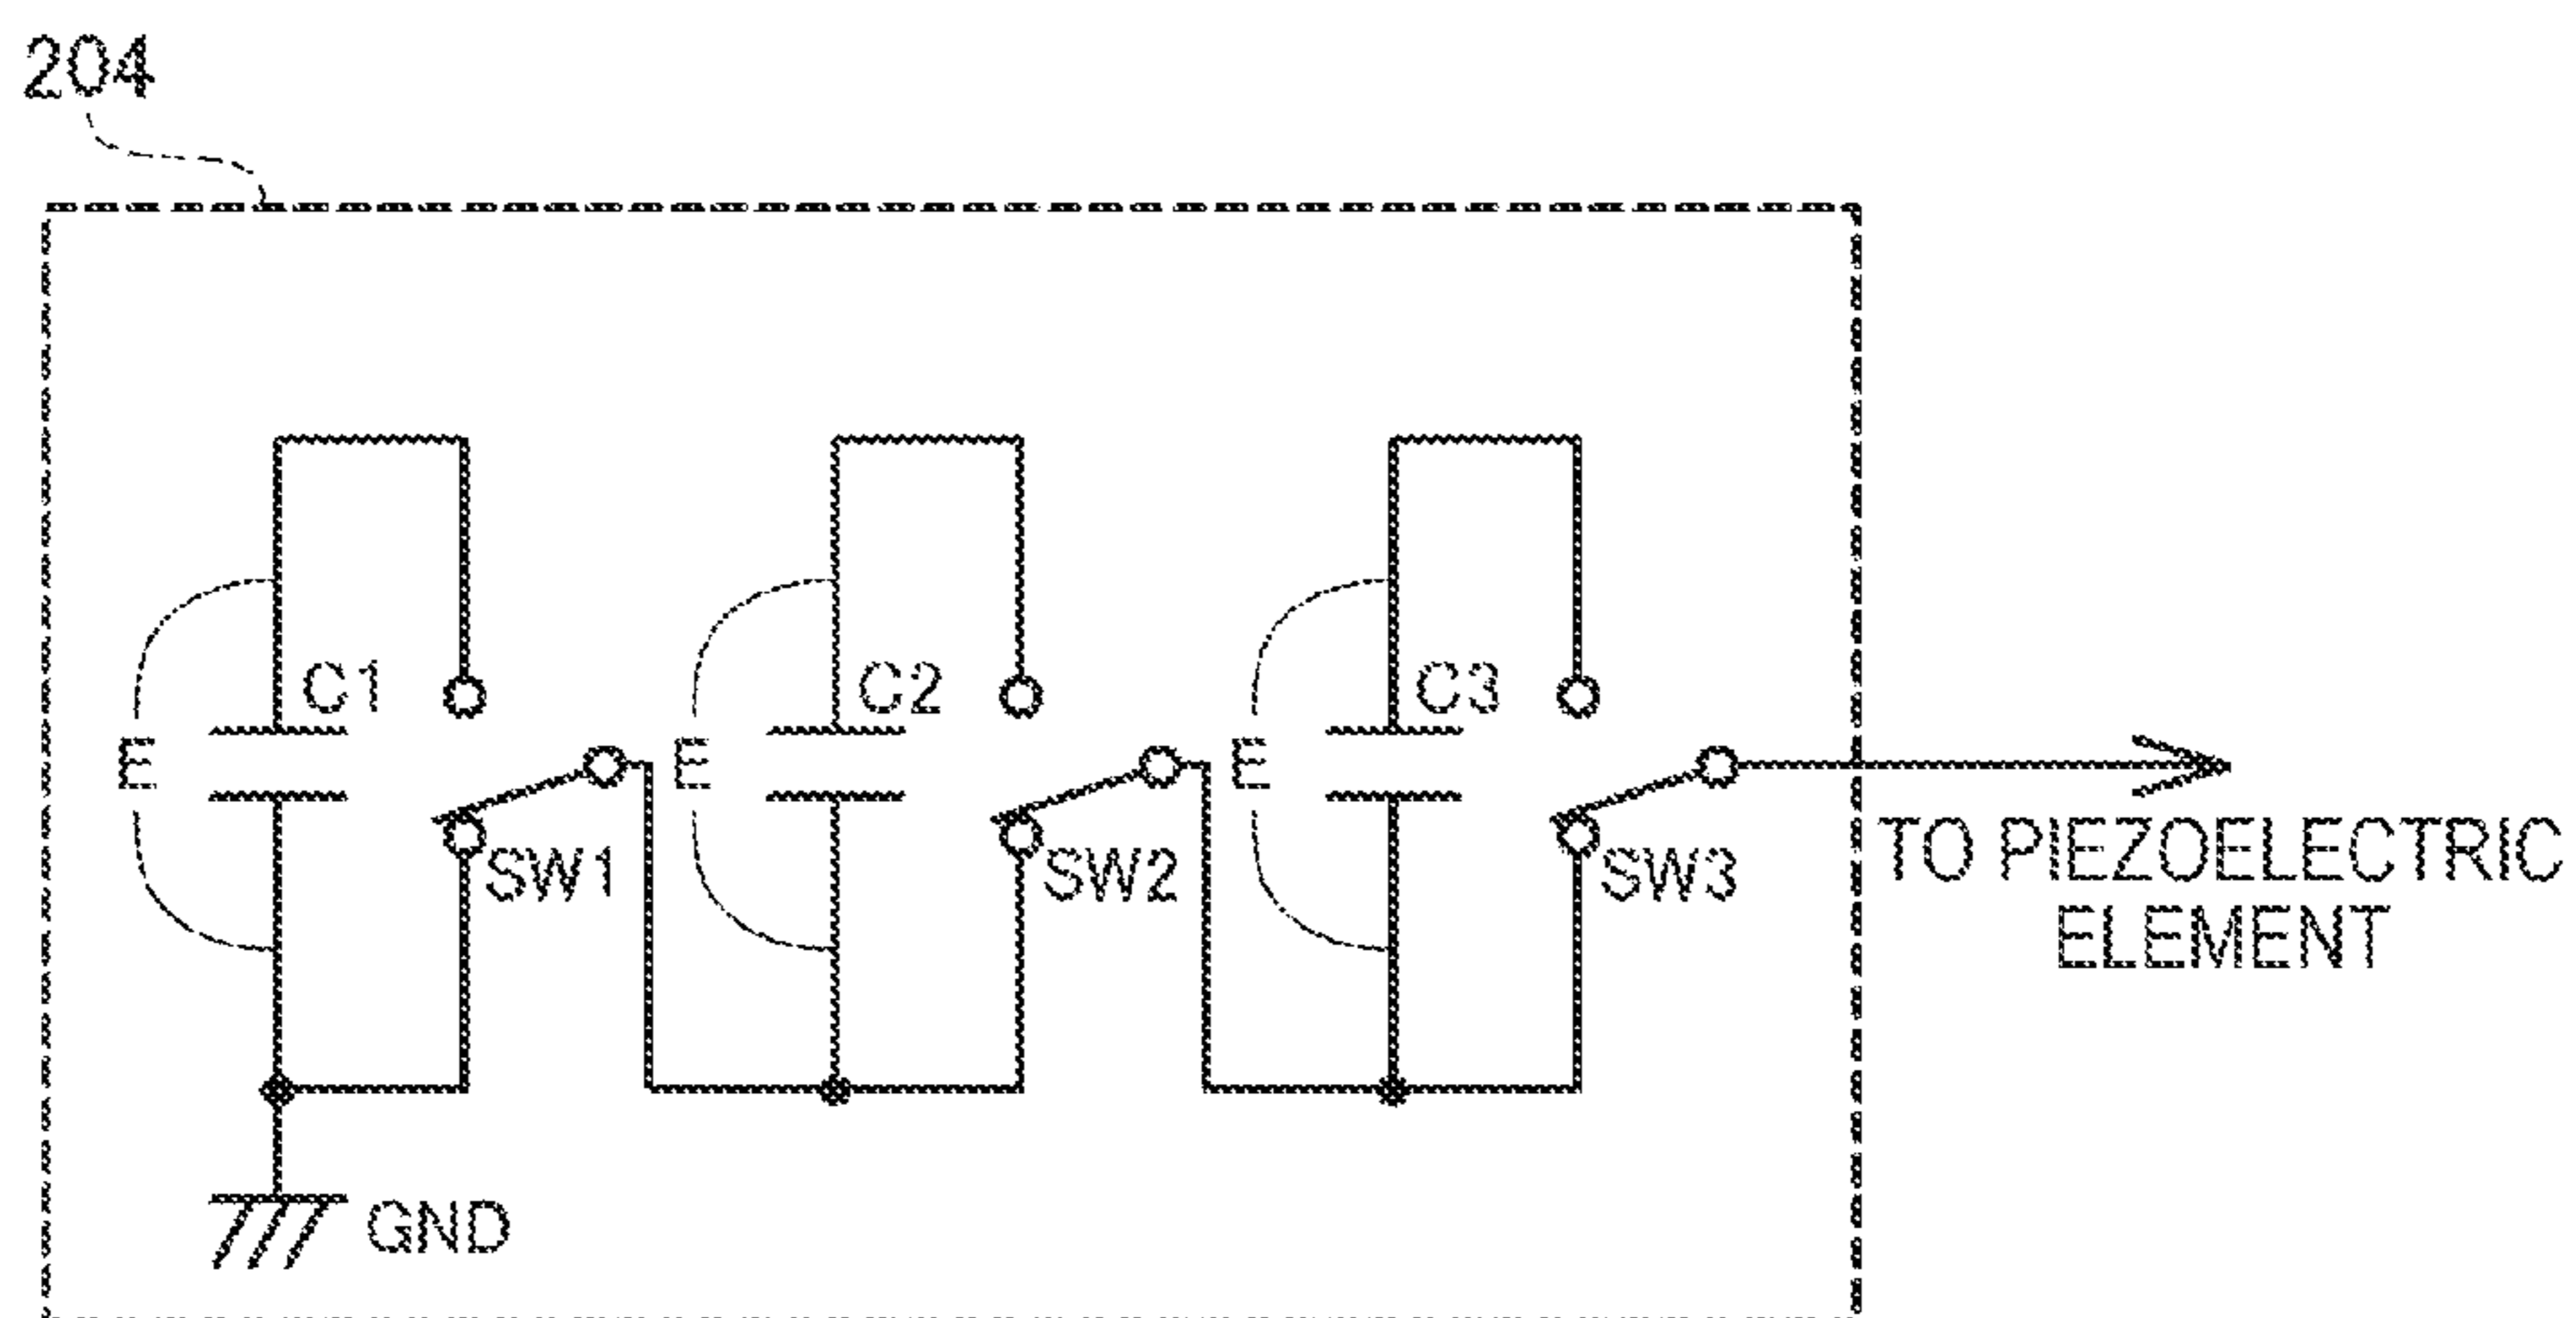 204
C1
C2
C3
E
E
E
SW1
SW2
SW3
TO PIEZOELECTRIC
ELEMENT
GND